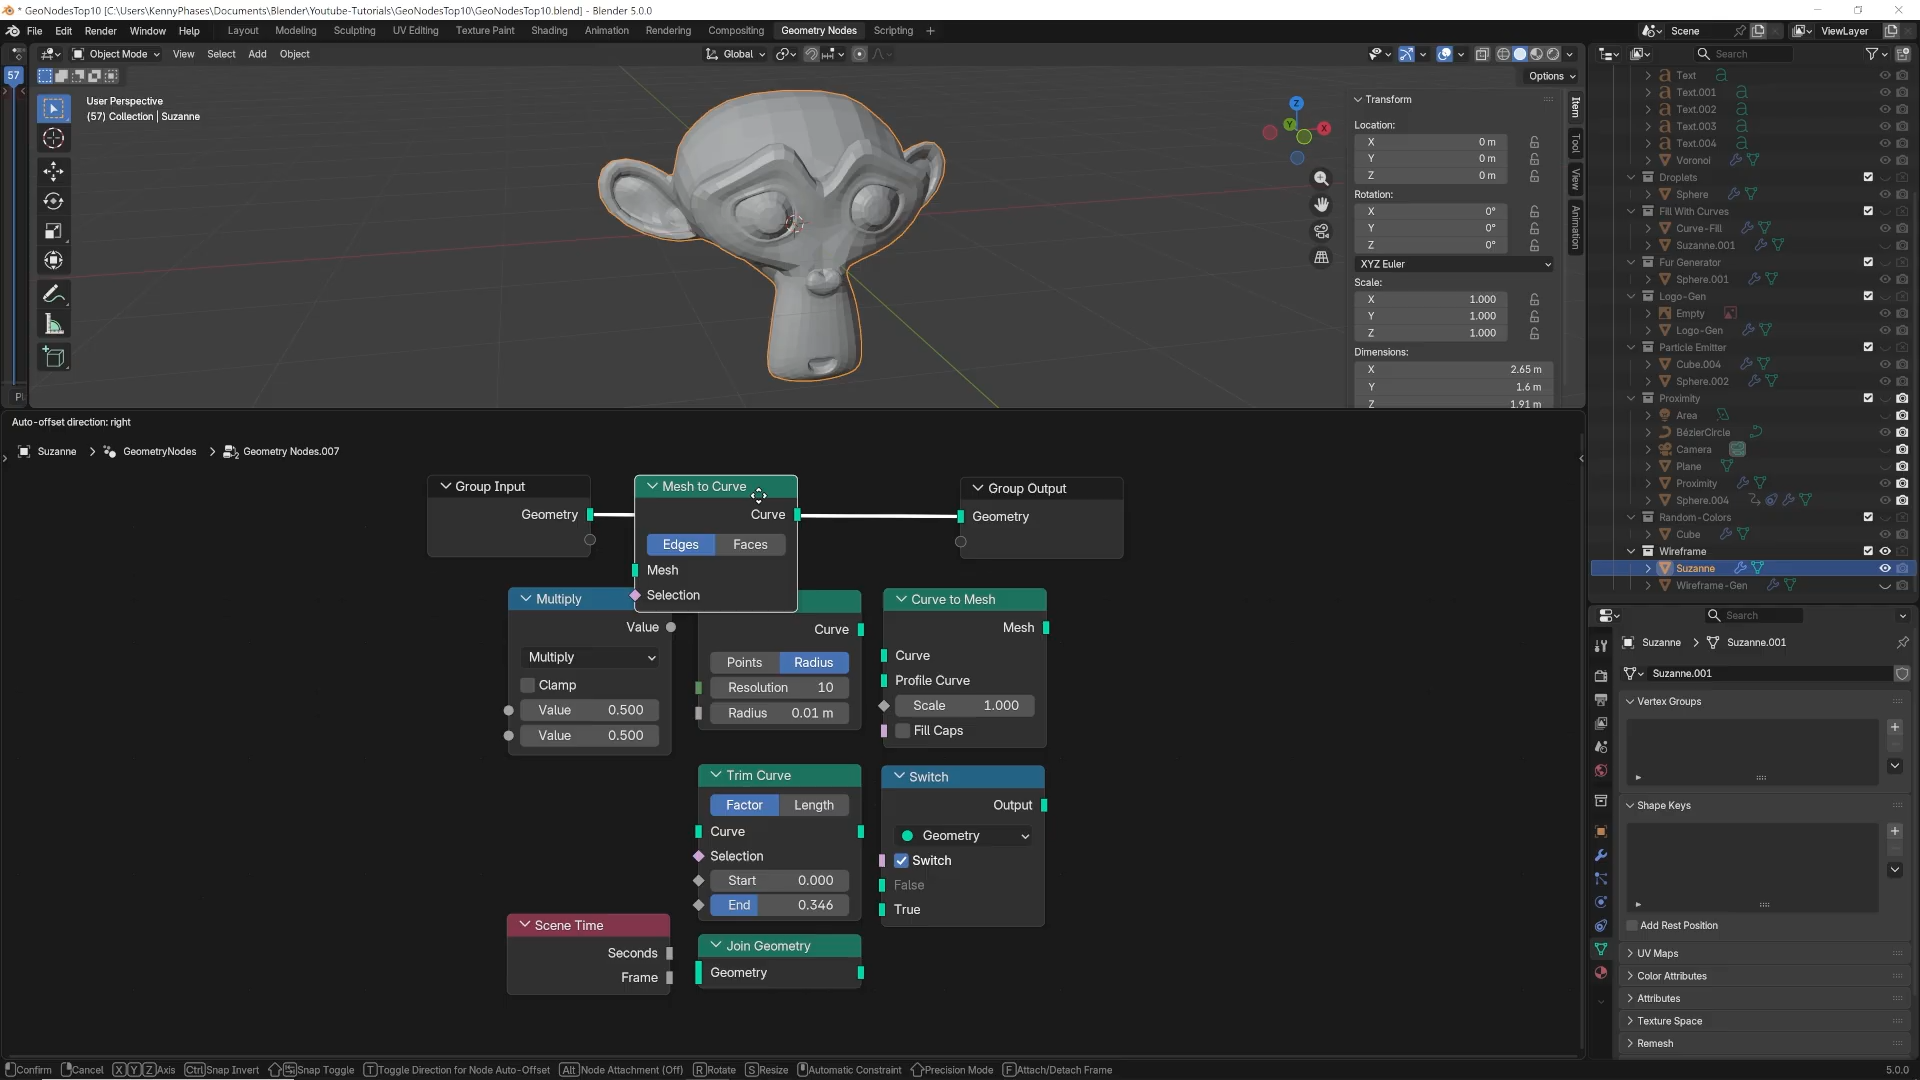 * GeoNodesTop10 [C:\Users\KennyPhases\Documents\Blender\Youtube-Tutorials\GeoNodesTop10\GeoNodesTop10.blend] - Blender 5.0.0
File Edit Render Window Help
Layout Modeling Sculpting UV Editing Texture Paint Shading Animation Rendering Compositing Geometry Nodes Scripting +
Scene
ViewLayer
Object Mode View Select Add Object
Global
Search
57
Options
User Perspective
(57) Collection | Suzanne
Z
Y
X
Transform
Location:
X 0 m
Y 0 m
Z 0 m
Rotation:
X 0°
Y 0°
Z 0°
XYZ Euler
Scale:
X 1.000
Y 1.000
Z 1.000
Dimensions:
X 2.65 m
Y 1.6 m
Z 1.91 m
Item
Tool
View
Animation
Text
Text.001
Text.002
Text.003
Text.004
Voronoi
Droplets
Sphere
Fill With Curves
Curve-Fill
Suzanne.001
Fur Generator
Sphere.001
Logo-Gen
Empty
Logo-Gen
Particle Emitter
Cube.004
Sphere.002
Proximity
Area
BézierCircle
Camera
Plane
Proximity
Sphere.004
Random-Colors
Cube
Wireframe
Suzanne
Wireframe-Gen
Auto-offset direction: right
Suzanne > GeometryNodes > Geometry Nodes.007
Group Input
Geometry
Mesh to Curve
Curve
Edges Faces
Mesh
Selection
Group Output
Geometry
Multiply
Value
Multiply
Clamp
Value 0.500
Value 0.500
Curve
Points Radius
Resolution 10
Radius 0.01 m
Curve to Mesh
Mesh
Curve
Profile Curve
Scale 1.000
Fill Caps
Trim Curve
Factor Length
Curve
Selection
Start 0.000
End 0.346
Switch
Output
Geometry
Switch
False
True
Scene Time
Seconds
Frame
Join Geometry
Geometry
Search
Suzanne > Suzanne.001
Suzanne.001
Vertex Groups
Shape Keys
Add Rest Position
UV Maps
Color Attributes
Attributes
Texture Space
Remesh
Confirm Cancel X Y Z Axis Ctrl Snap Invert Snap Toggle T Toggle Direction for Node Auto-Offset Alt Node Attachment (Off) R Rotate S Resize Automatic Constraint Precision Mode F Attach/Detach Frame
5.0.0